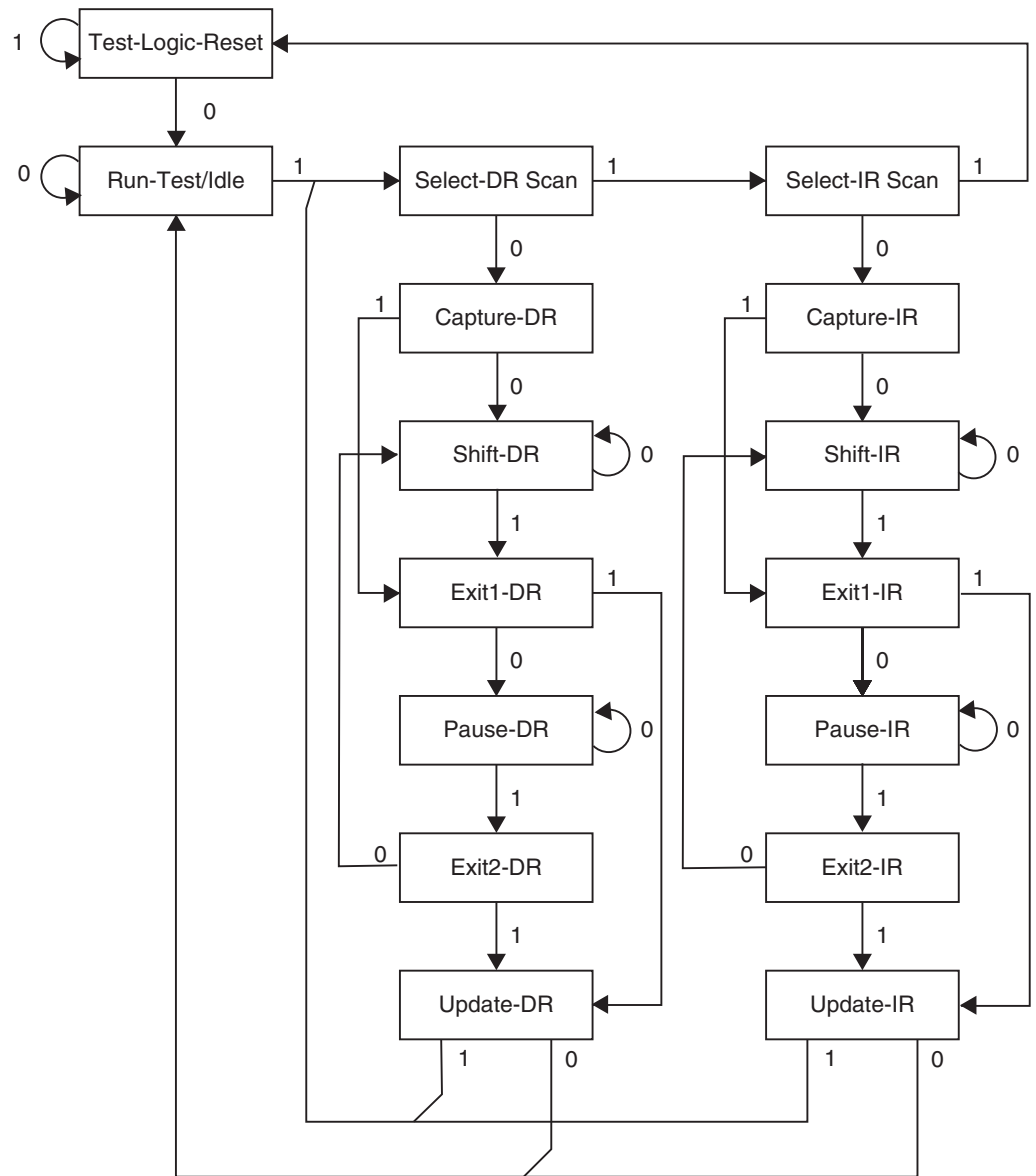 1
Test-Logic-Reset
0
0
Run-Test/Idle
1
Select-DR Scan
1
Select-IR Scan
1
0
0
1
Capture-DR
1
Capture-IR
0
0
Shift-DR
0
Shift-IR
0
1
1
Exit1-DR
1
Exit1-IR
1
0
0
Pause-DR
0
Pause-IR
0
1
1
0
Exit2-DR
0
Exit2-IR
1
1
Update-DR
Update-IR
1
0
1
0